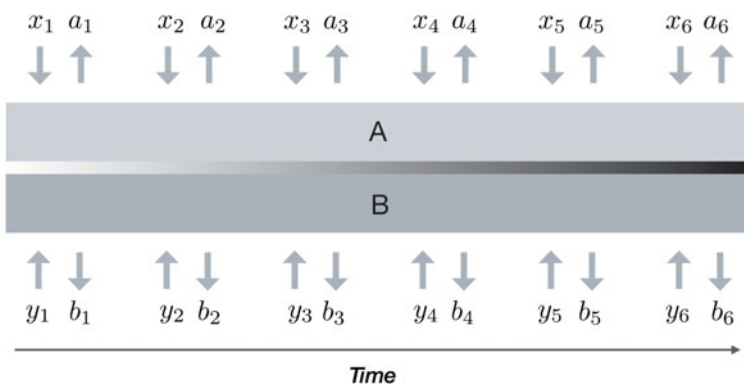 x₁ a₁ x₂ a₂ x₃ a₃ x₄ a₄ x₅ a₅ x₆ a₆
A
B
y₁ b₁ y₂ b₂ y₃ b₃ y₄ b₄ y₅ b₅ y₆ b₆
Time